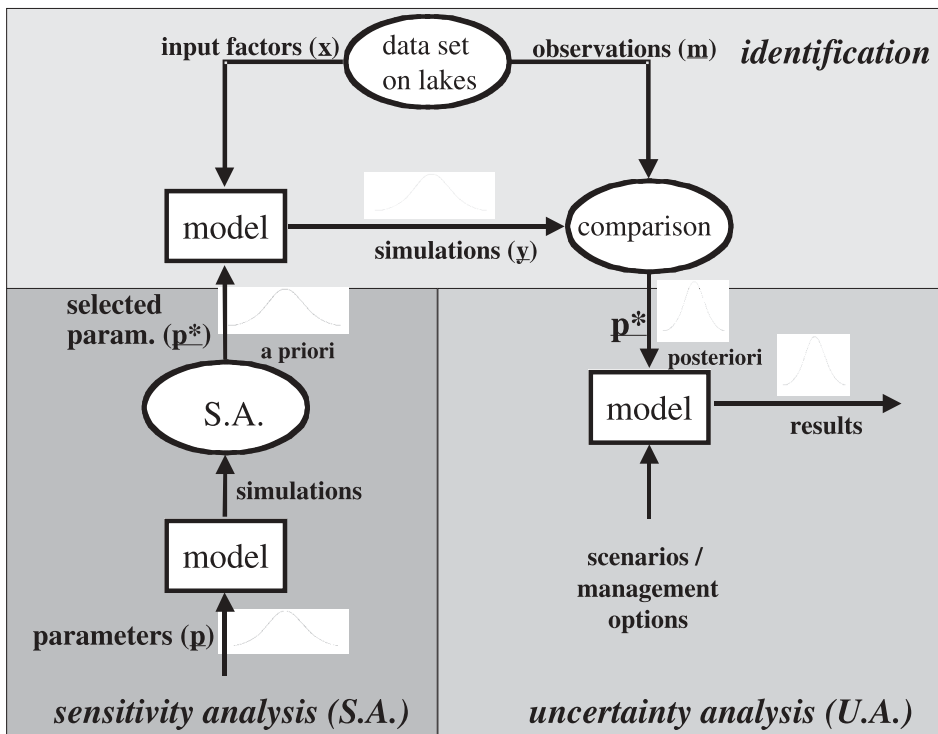 input factors (x)
data set
on lakes
observations (m)
identification
model
simulations (y)
comparison
selected
param. (p*)
a priori
p*
posteriori
S.A.
model
results
simulations
model
scenarios /
management
options
parameters (p)
sensitivity analysis (S.A.)
uncertainty analysis (U.A.)